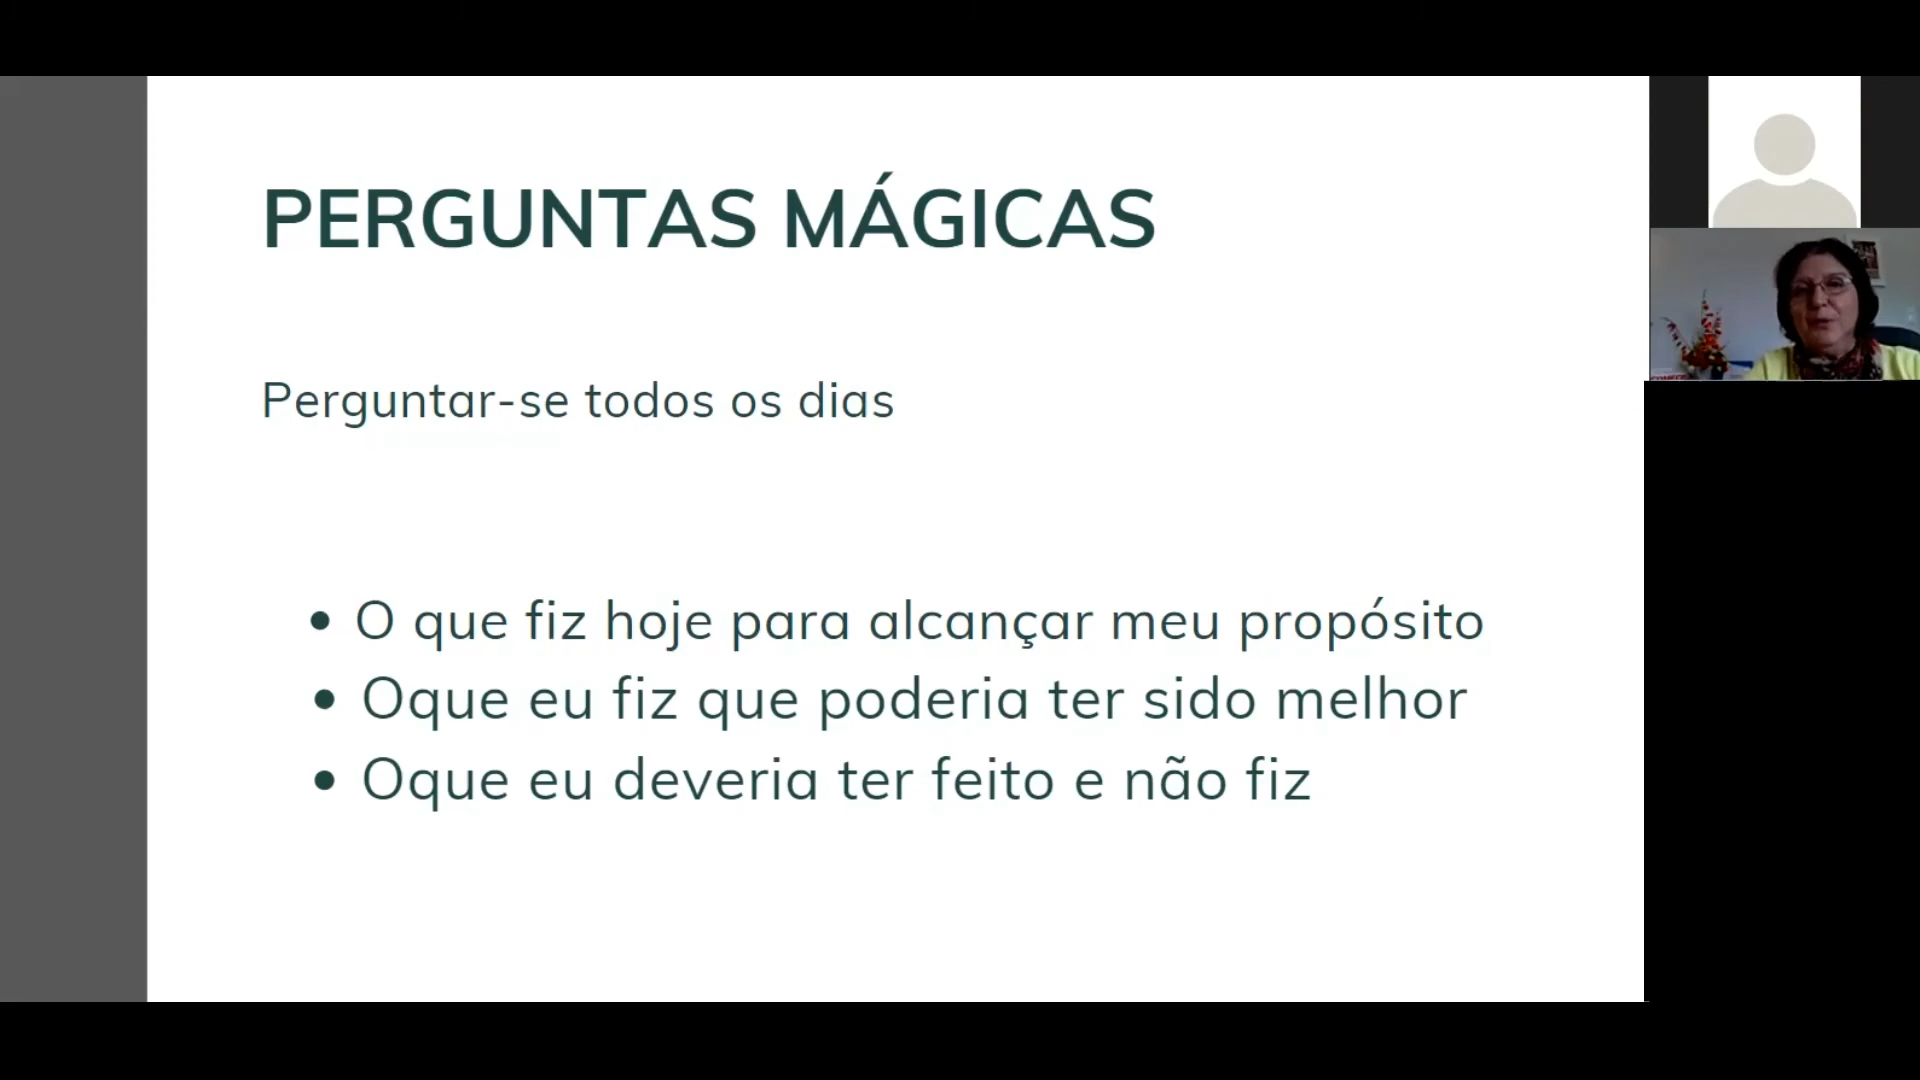 PERGUNTAS MÁGICAS
Perguntar-se todos os dias
• O que fiz hoje para alcançar meu propósito
• Oque eu fiz que poderia ter sido melhor
• Oque eu deveria ter feito e não fiz